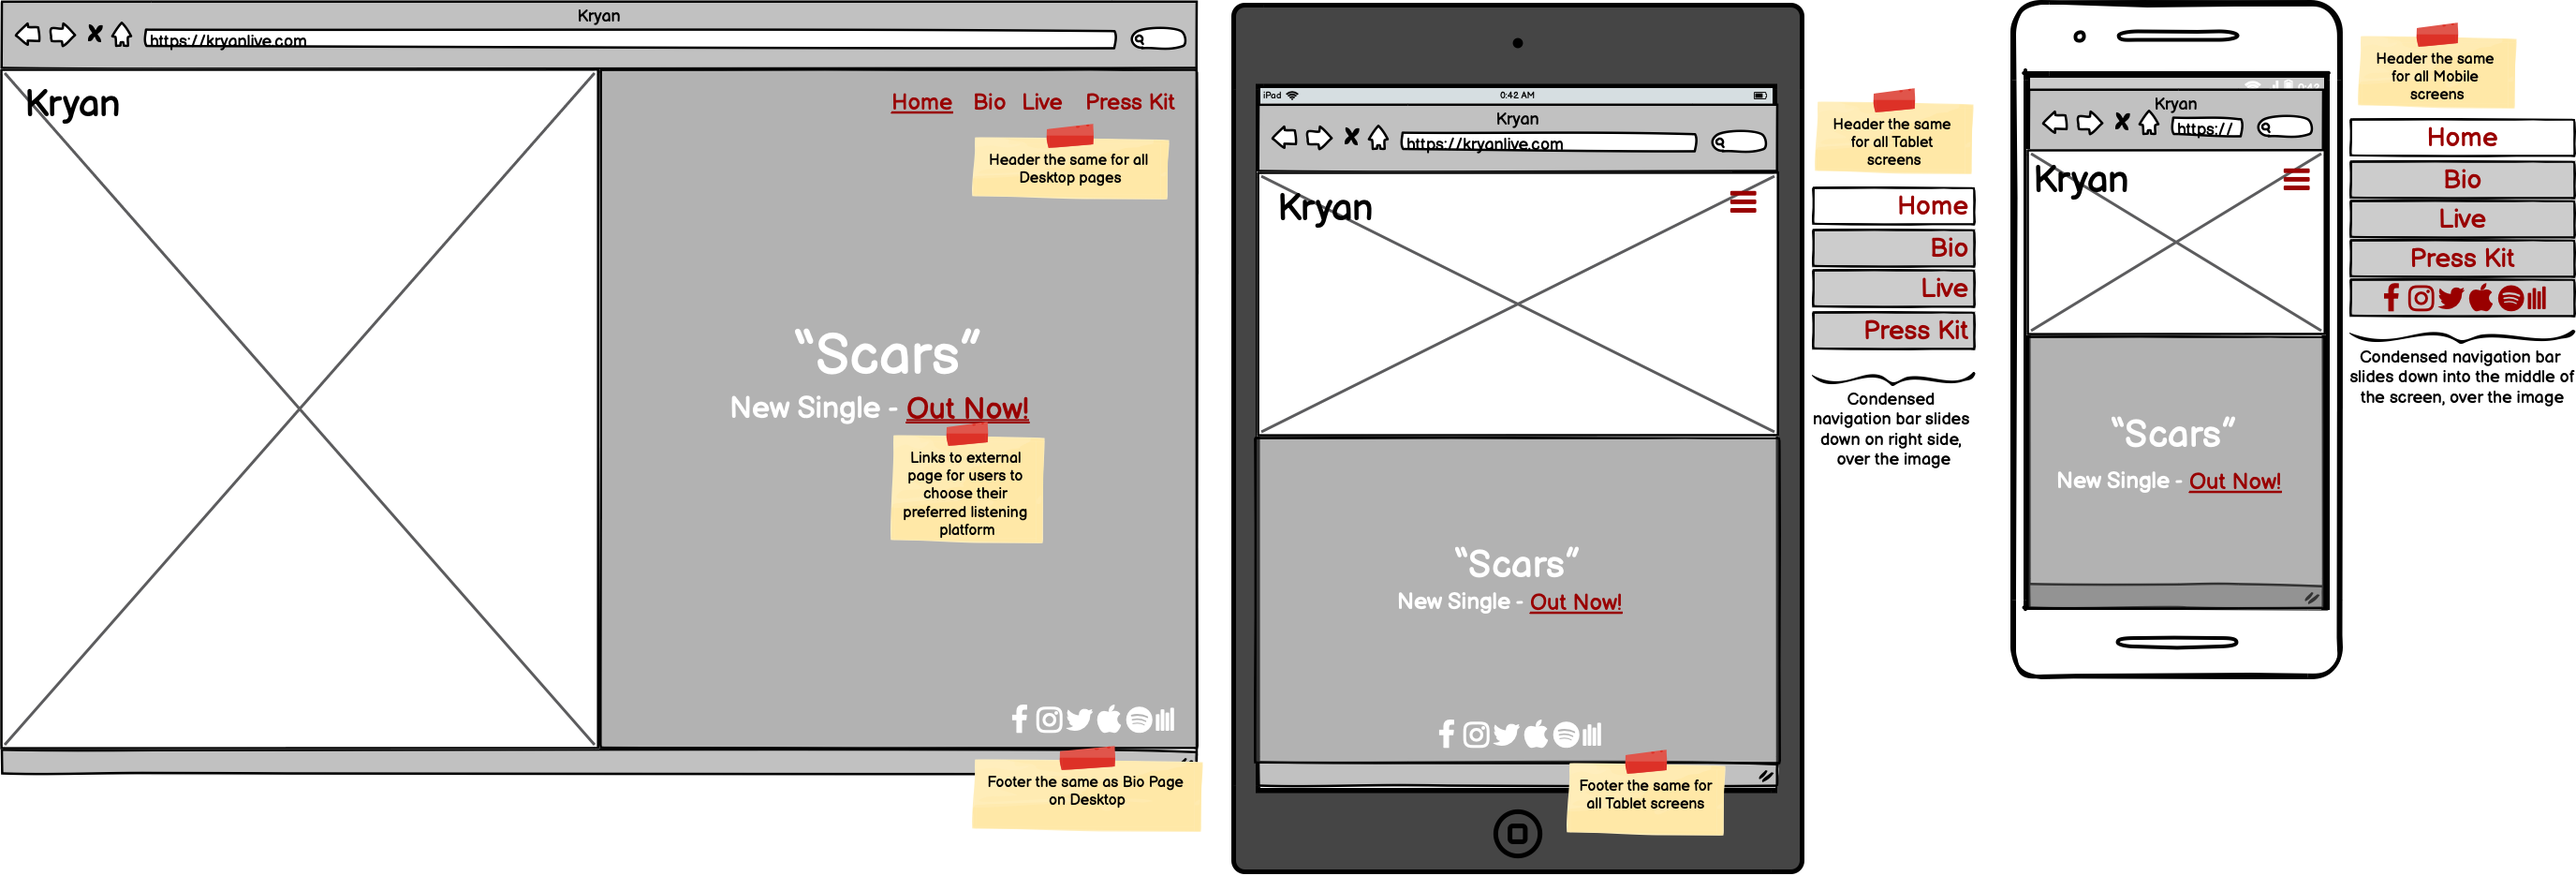 Kryan
https://kryanlive.com
Kryan
Home Bio Live Press Kit
Header the same for all
Desktop pages
“Scars”
New Single - Out Now!
Links to external
page for users to
choose their
preferred listening
platform
Footer the same as Bio Page
on Desktop
iPad
0:42 AM
Kryan
https://kryanlive.com
Kryan
“Scars”
New Single - Out Now!
Footer the same for
all Tablet screens
Header the same
for all Tablet
screens
Home
Bio
Live
Press Kit
Condensed
navigation bar slides
down on right side,
over the image
0:42
Kryan
https://
Kryan
“Scars”
New Single - Out Now!
Header the same
for all Mobile
screens
Home
Bio
Live
Press Kit
Condensed navigation bar
slides down into the middle of
the screen, over the image